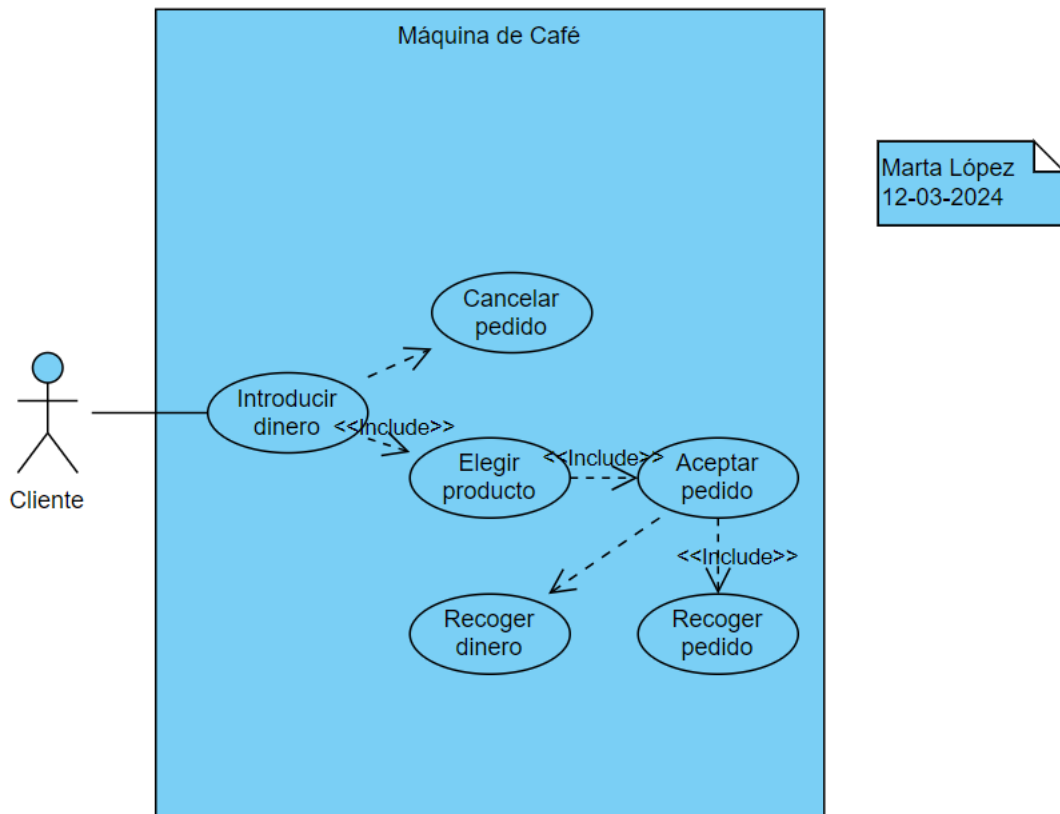 Máquina de Café
Marta López
12-03-2024
Cancelar
pedido
Introducir
dinero
<<Include>>
Elegir
producto
<<Include>>
Aceptar
pedido
Cliente
<<Include>>
Recoger
dinero
Recoger
pedido